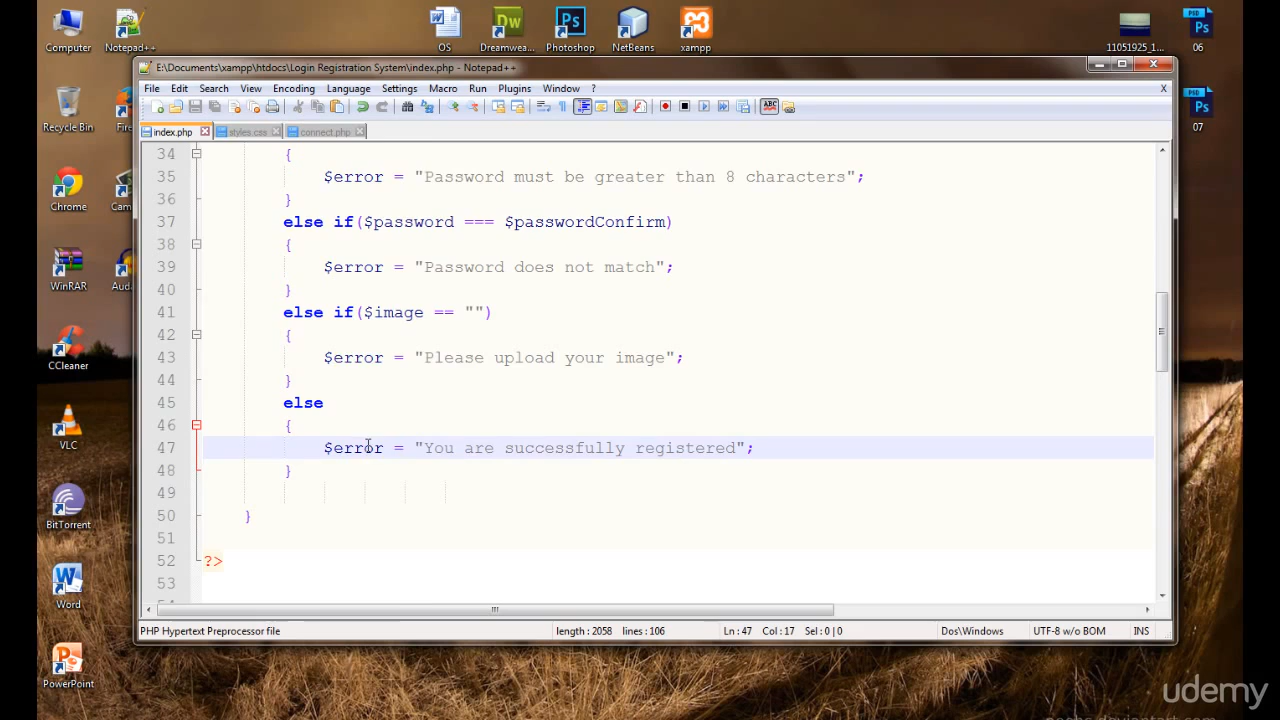 Computer
Notepad++
OS
Dreamwea...
Photoshop
NetBeans
xampp
11051925_1...
06
E:\Documents\xampp\htdocs\Login Registration System\index.php - Notepad++
File Edit Search View Encoding Language Settings Macro Run Plugins Window ? X
index.php styles.css connect.php
Recycle Bin
07
Chrome
WinRAR
CCleaner
VLC
BitTorrent
Word
PowerPoint
34 {
35 $error = "Password must be greater than 8 characters";
36 }
37 else if($password === $passwordConfirm)
38 {
39 $error = "Password does not match";
40 }
41 else if($image == "")
42 {
43 $error = "Please upload your image";
44 }
45 else
46 {
47 $error = "You are successfully registered";
48 }
49
50 }
51
52 ?>
53
PHP Hypertext Preprocessor file length : 2058 lines : 106 Ln : 47 Col : 17 Sel : 0 | 0 Dos\Windows UTF-8 w/o BOM INS
udemy